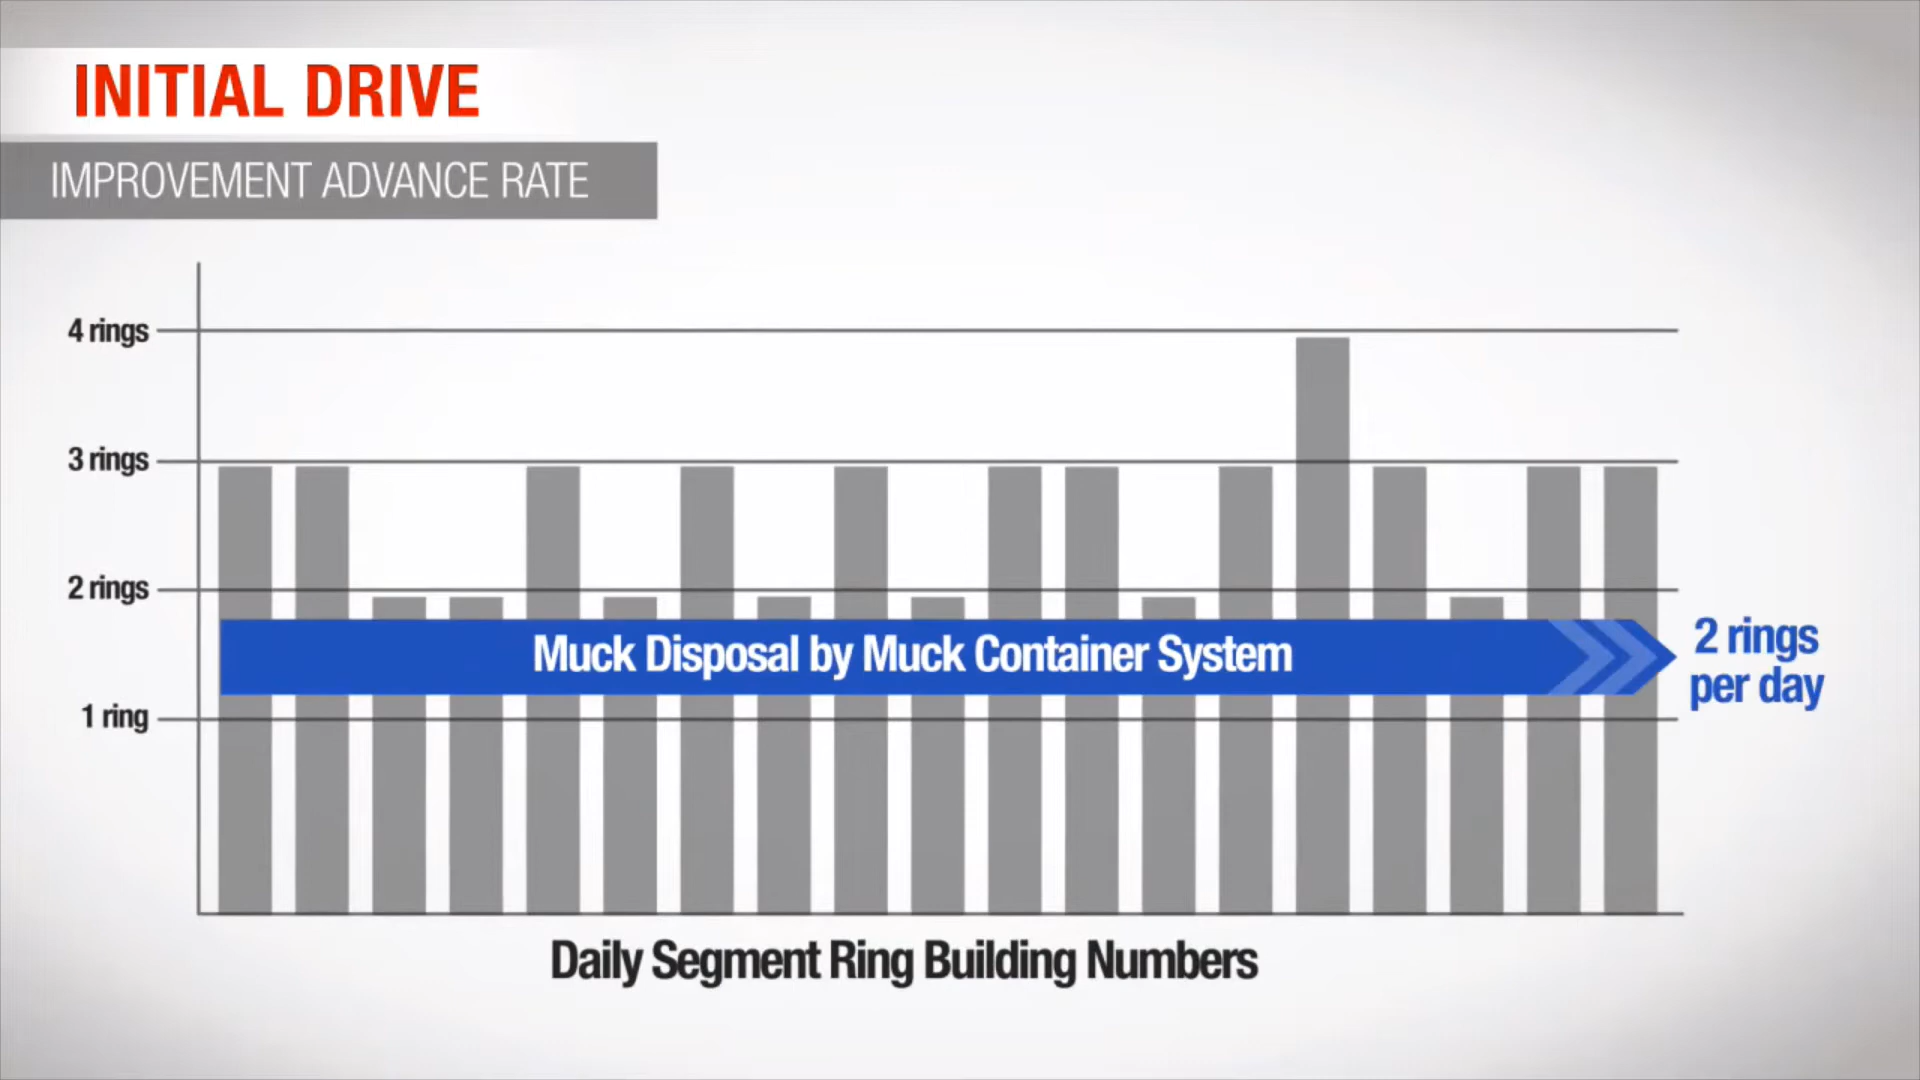 INITIAL DRIVE
IMPROVEMENT ADVANCE RATE
4 rings
3 rings
2 rings
1 ring
Muck Disposal by Muck Container System
2 rings
per day
Daily Segment Ring Building Numbers